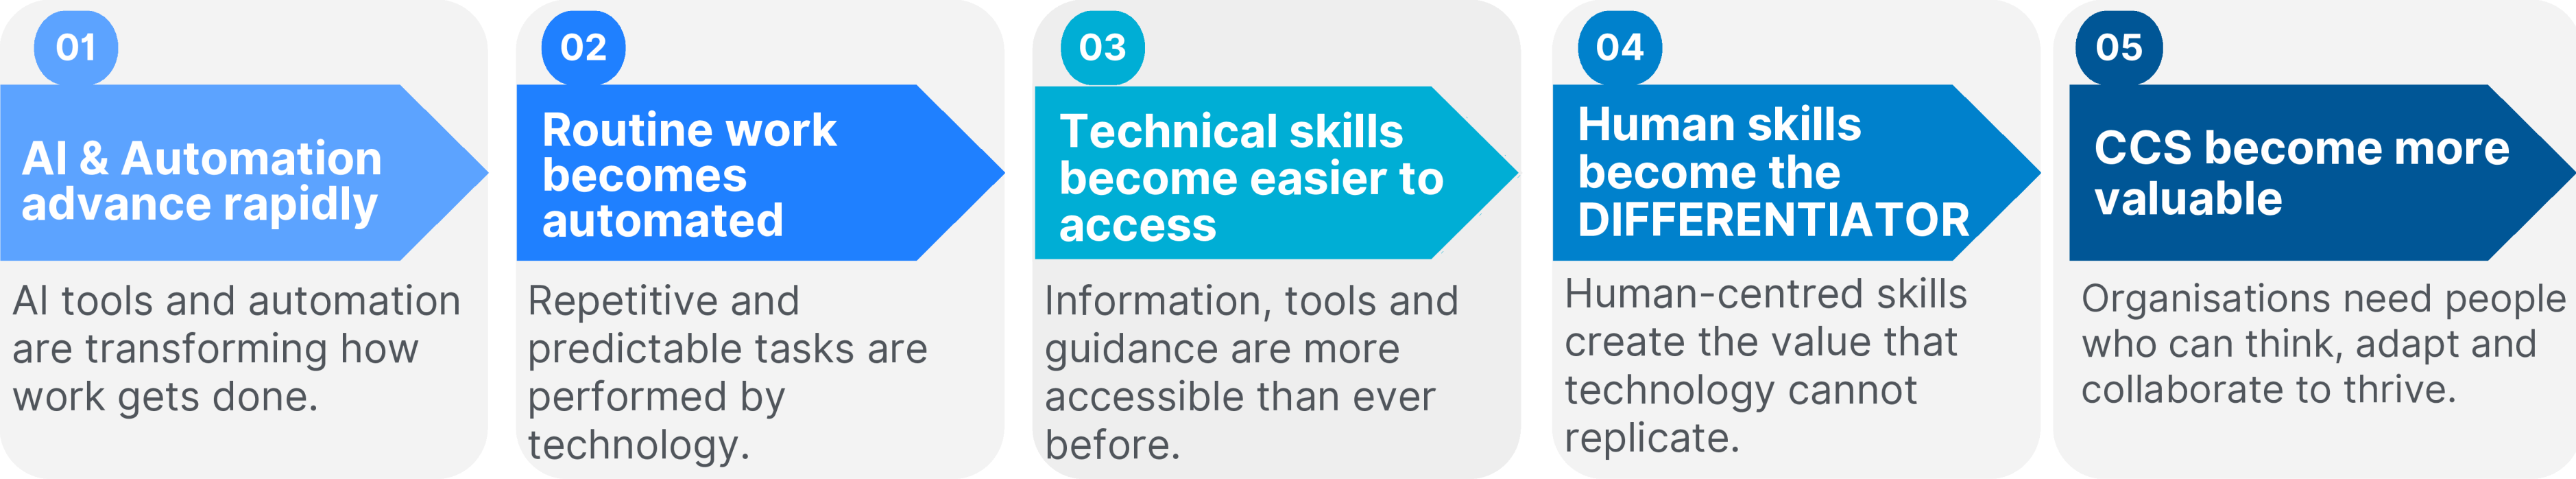 01
AI & Automation
advance rapidly
AI tools and automation
are transforming how
work gets done.
02
Routine work
becomes
automated
Repetitive and
predictable tasks are
performed by
technology.
03
Technical skills
become easier to
access
Information, tools and
guidance are more
accessible than ever
before.
04
Human skills
become the
DIFFERENTIATOR
Human-centred skills
create the value that
technology cannot
replicate.
05
CCS become more
valuable
Organisations need people
who can think, adapt and
collaborate to thrive.